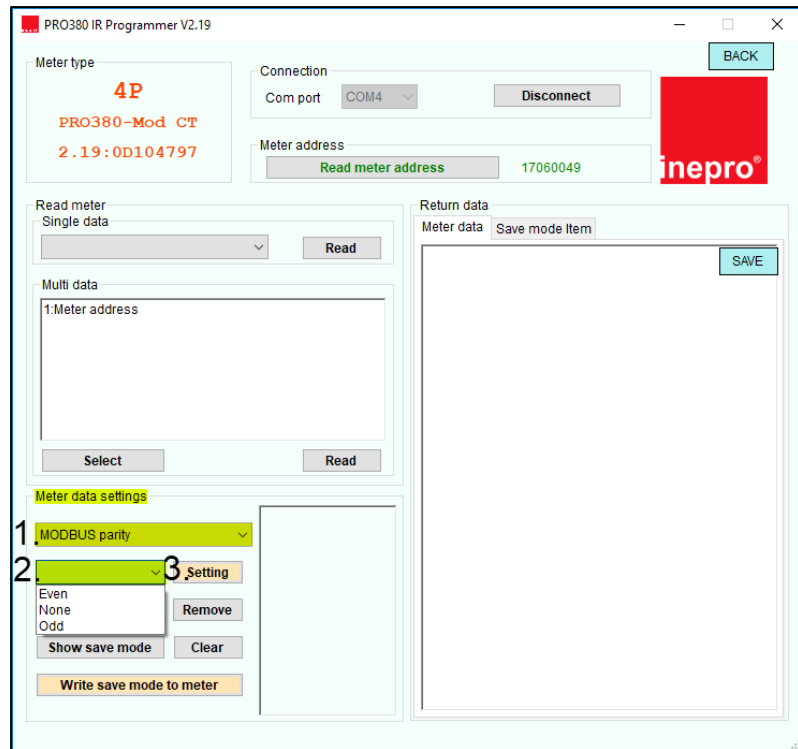 PRO380 IR Programmer V2.19
BACK
Meter type
4P
PRO380-Mod CT
2.19:0D104797
Connection
Com port COM4 Disconnect
Meter address
Read meter address 17060049
inepro®
Read meter
Single data
Read
Multi data
1:Meter address
Select Read
Return data
Meter data Save mode Item
SAVE
Meter data settings
1. MODBUS parity
2. 3. Setting
Even
None
Odd
Remove
Show save mode Clear
Write save mode to meter